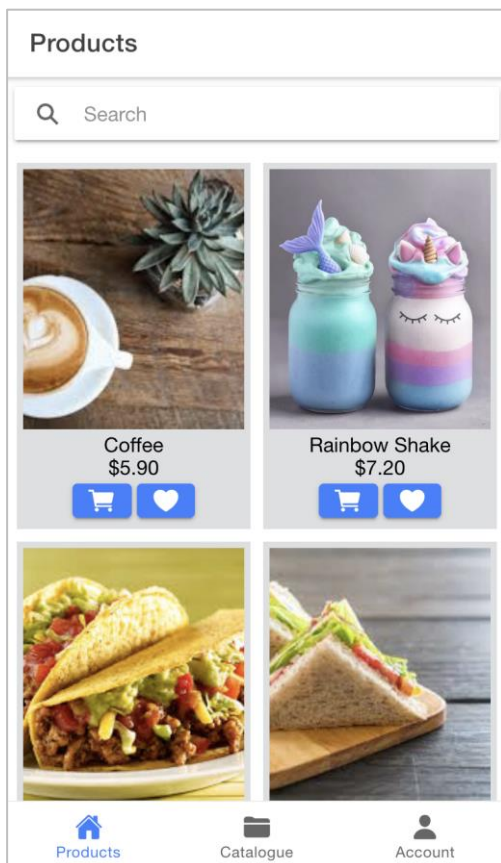 Products
Search
Coffee
$5.90
Rainbow Shake
$7.20
Products
Catalogue
Account